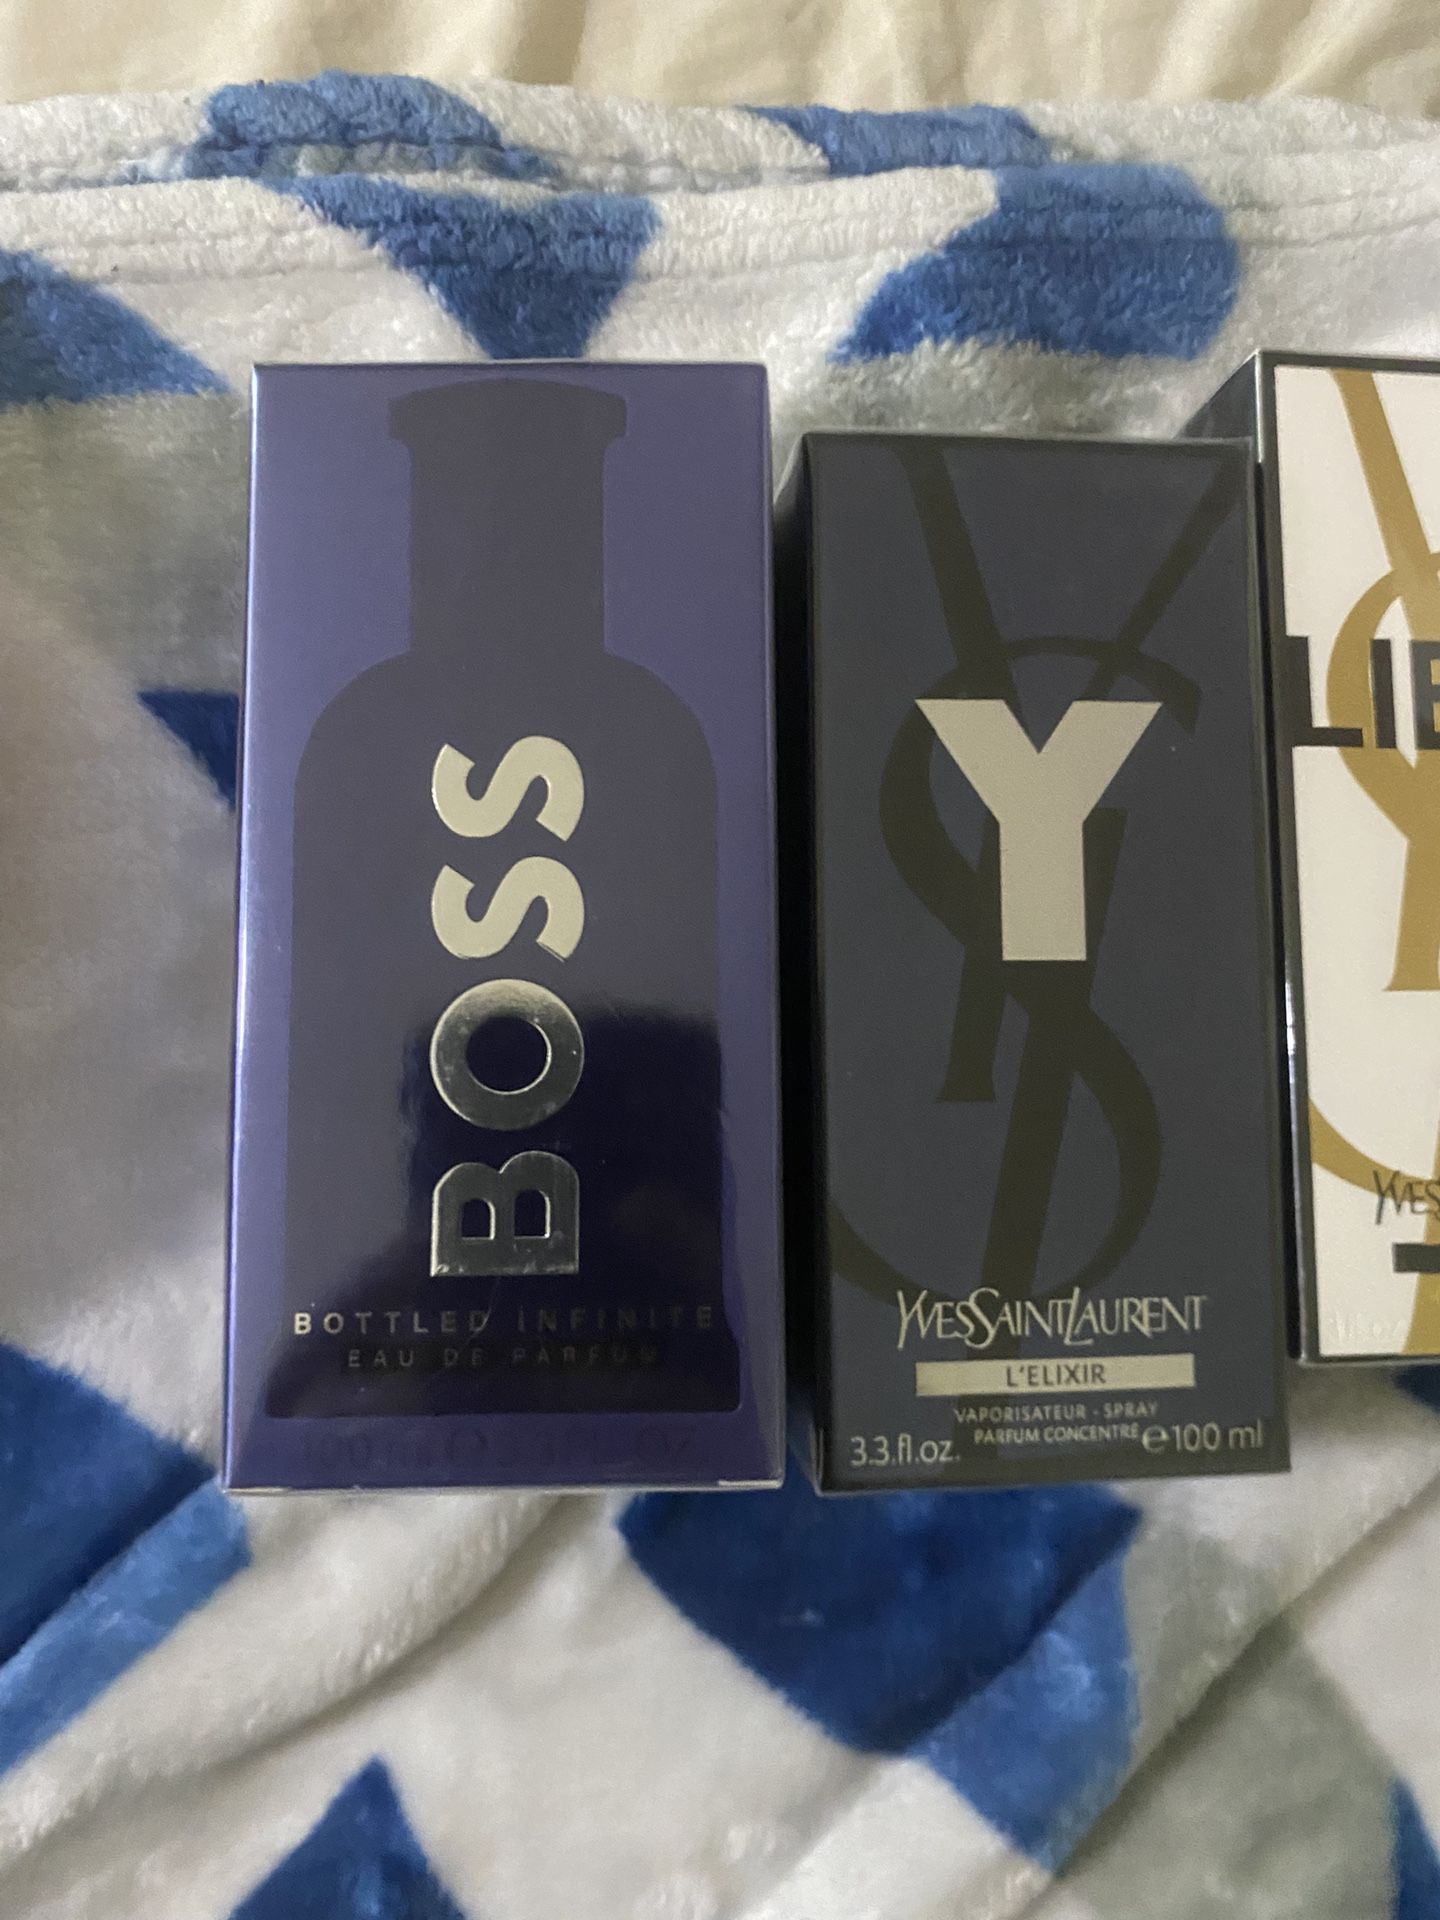 BOSS
BOTTLED INFINITE
EAU DE PARFUM
Y
YVESSAINTLAURENT
L'ELIXIR
VAPORISATEUR - SPRAY
PARFUM CONCENTRÉ
3.3.fl.oz. ℮100 ml
LIB
Y
YVES